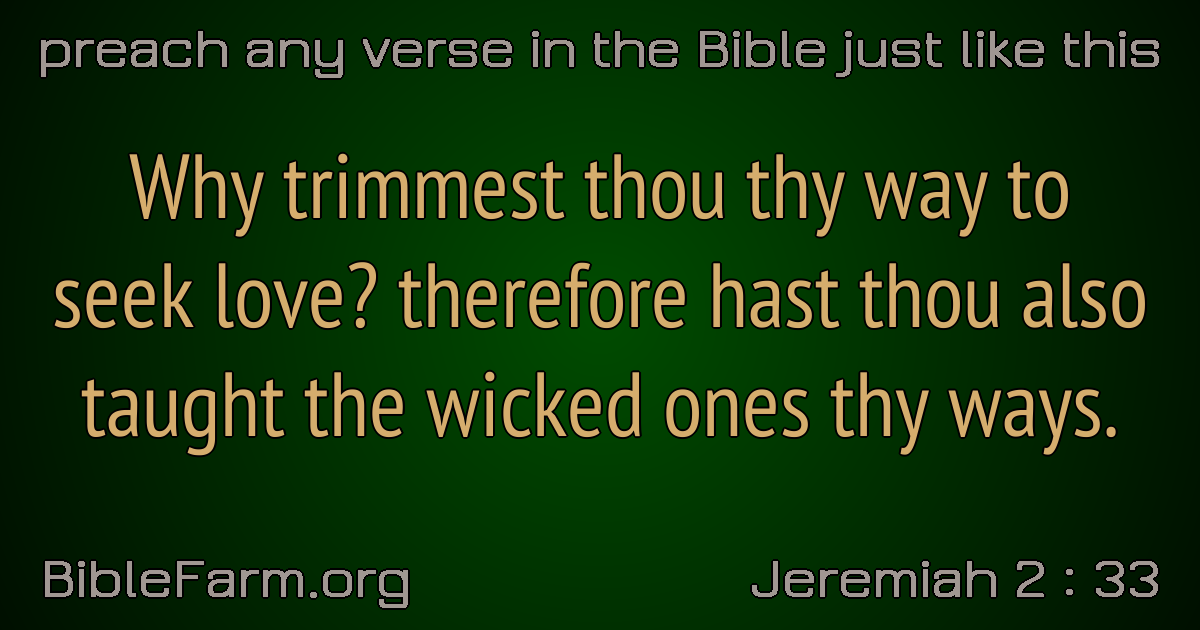 preach any verse in the Bible just like this
Why trimmest thou thy way to
seek love? therefore hast thou also
taught the wicked ones thy ways.
BibleFarm.org
Jeremiah 2 : 33